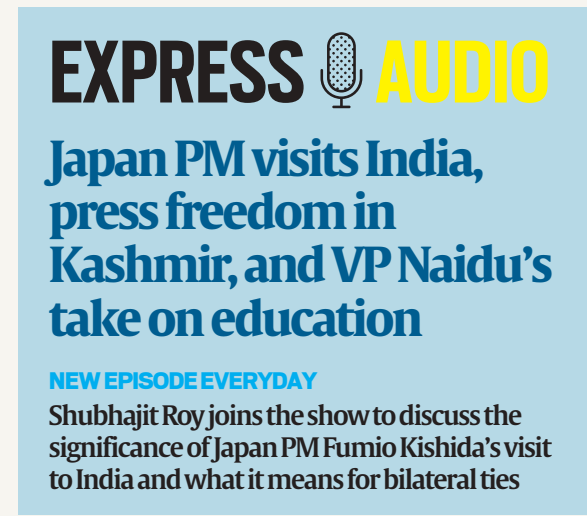 EXPRESS AUDIO
Japan PM visits India,
press freedom in
Kashmir, and VP Naidu's
take on education
NEW EPISODE EVERYDAY
Shubhajit Roy joins the show to discuss the
significance of Japan PM Fumio Kishida's visit
to India and what it means for bilateral ties